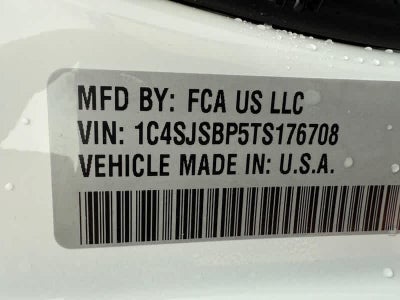 MFD BY: FCA US LLC
VIN: 1C4SJSBP5TS176708
VEHICLE MADE IN: U.S.A.